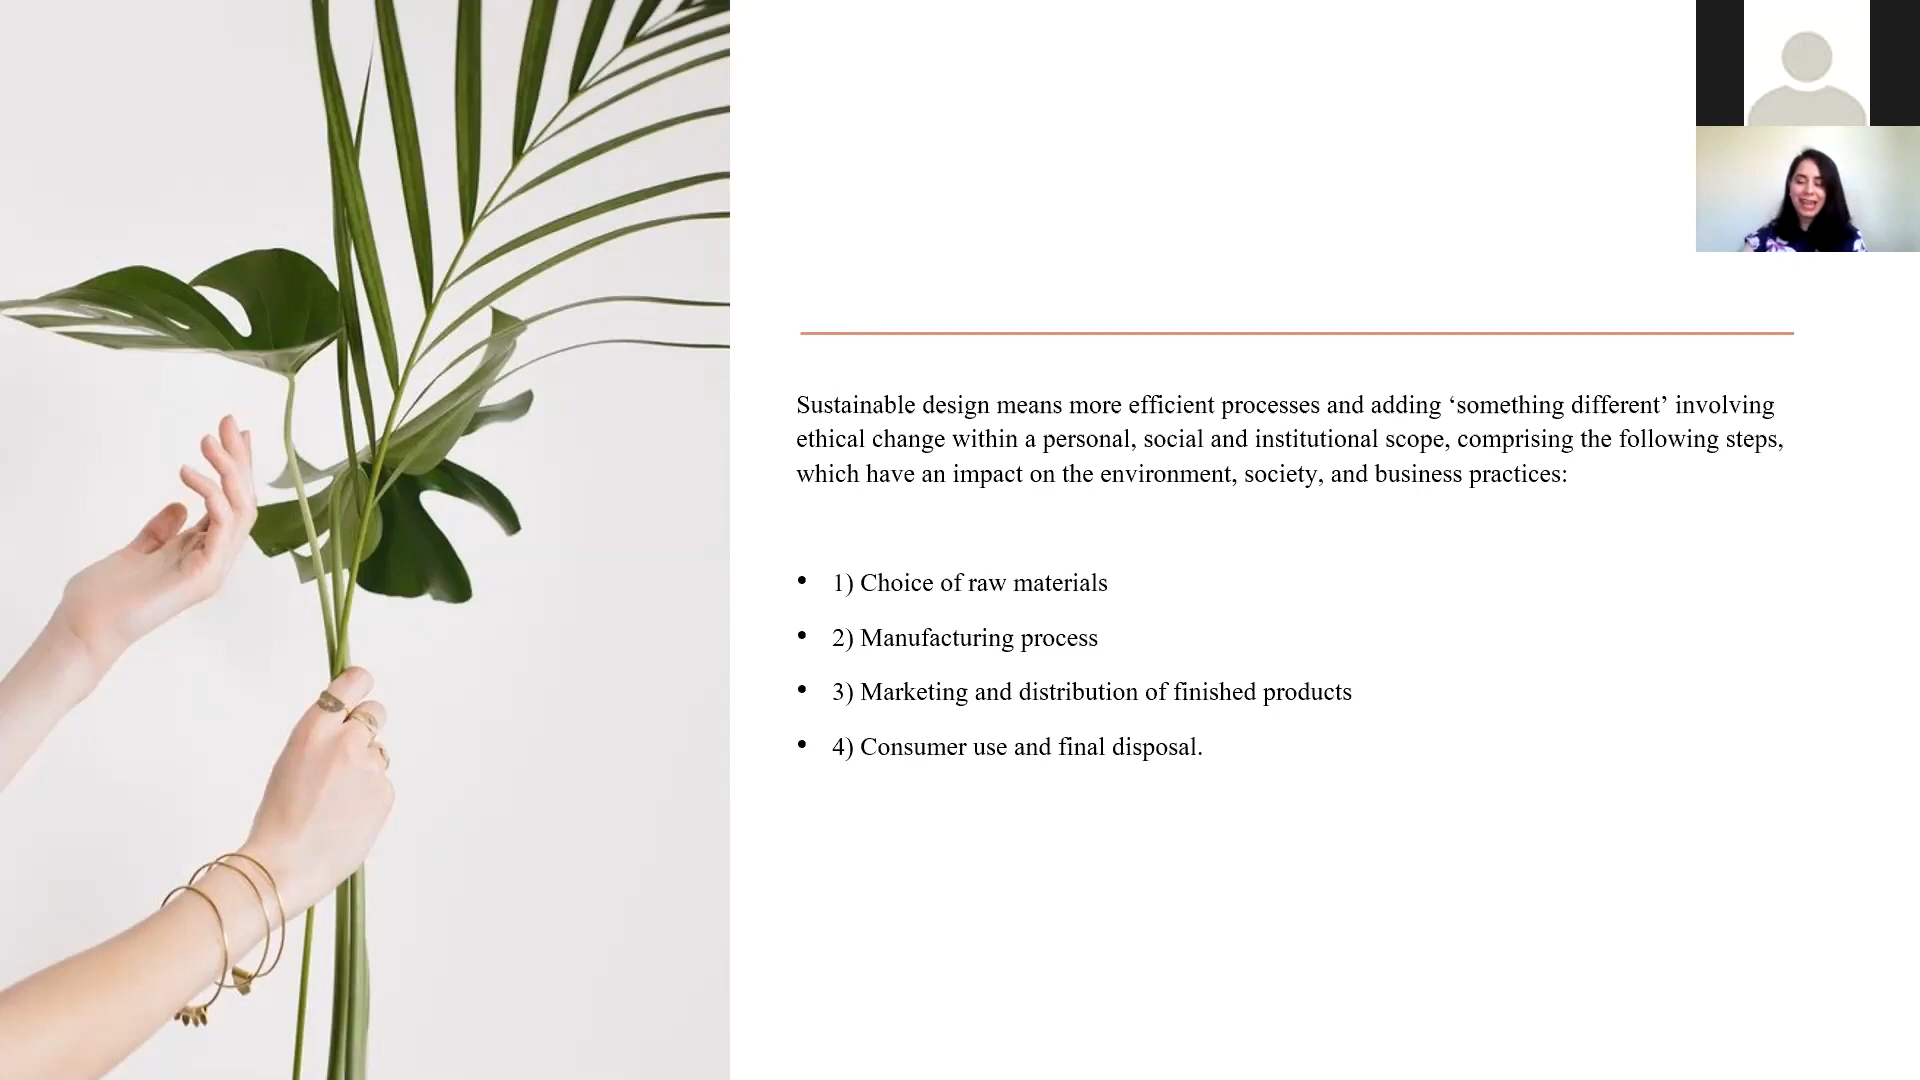 Sustainable design means more efficient processes and adding ‘something different’ involving
ethical change within a personal, social and institutional scope, comprising the following steps,
which have an impact on the environment, society, and business practices:
• 1) Choice of raw materials
• 2) Manufacturing process
• 3) Marketing and distribution of finished products
• 4) Consumer use and final disposal.